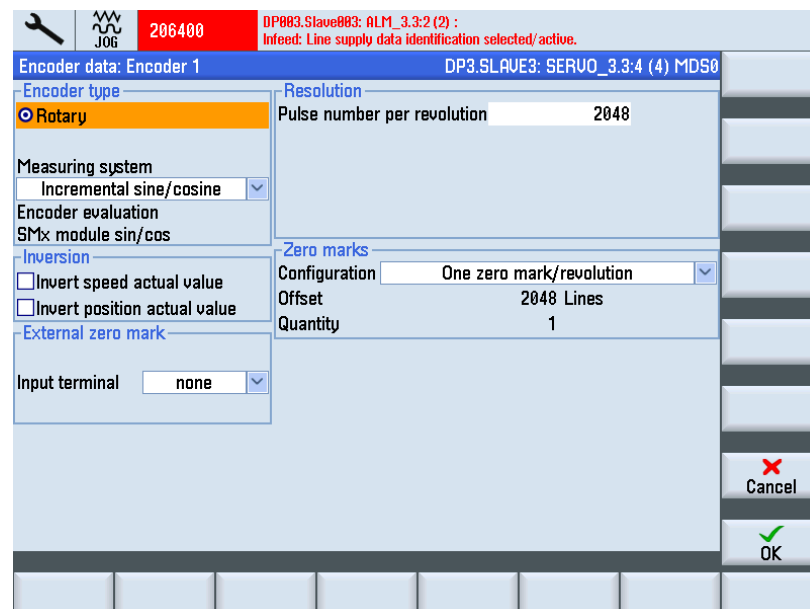 JOG
206400
DP003.Slave003: ALM_3.3:2 (2) :
Infeed: Line supply data identification selected/active.
Encoder data: Encoder 1
DP3.SLAVE3: SERVO_3.3:4 (4) MDS0
Encoder type
Rotary
Measuring system
Incremental sine/cosine
Encoder evaluation
SMx module sin/cos
Inversion
Invert speed actual value
Invert position actual value
External zero mark
Input terminal none
Resolution
Pulse number per revolution 2048
Zero marks
Configuration One zero mark/revolution
Offset 2048 Lines
Quantity 1
Cancel
OK